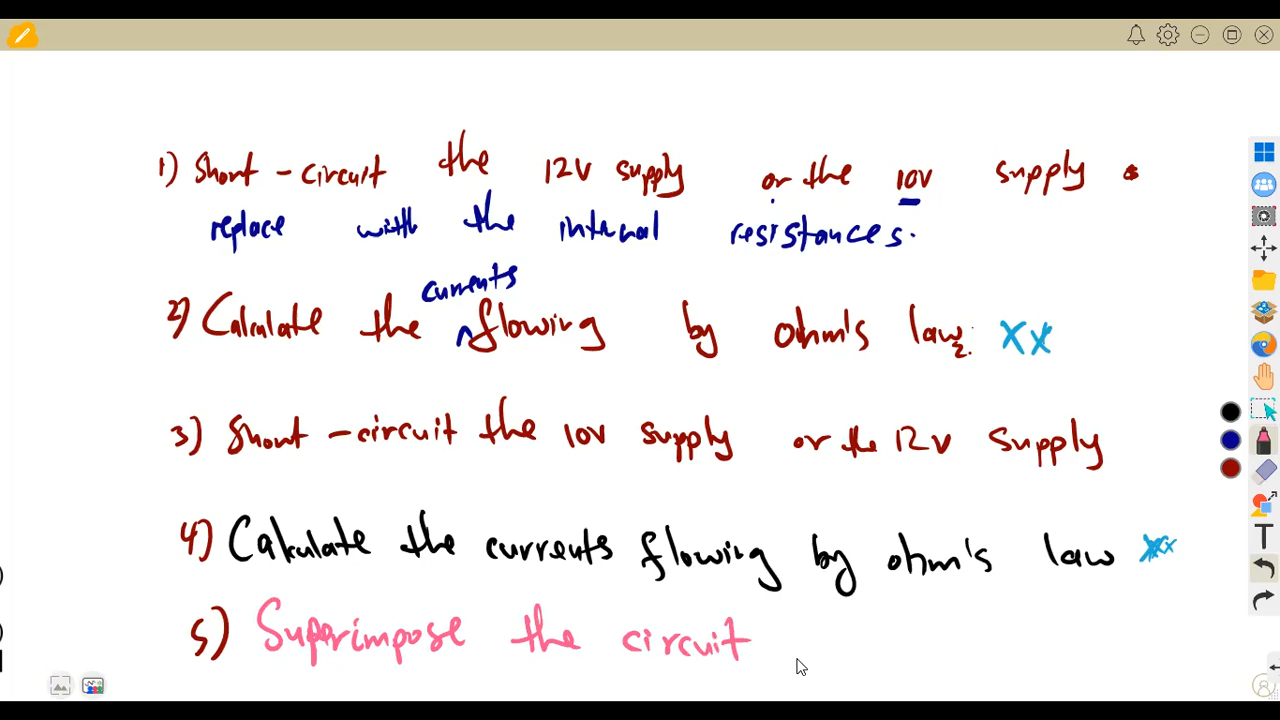 1) Short-circuit the 12V supply or the 10V supply.
replace with the internal resistances.
currents
2) Calculate the ^flowing by ohm's law. xx
3) Short-circuit the 10V supply or the 12V supply
4) Calculate the currents flowing by ohm's law xx
5) Superimpose the circuit
T